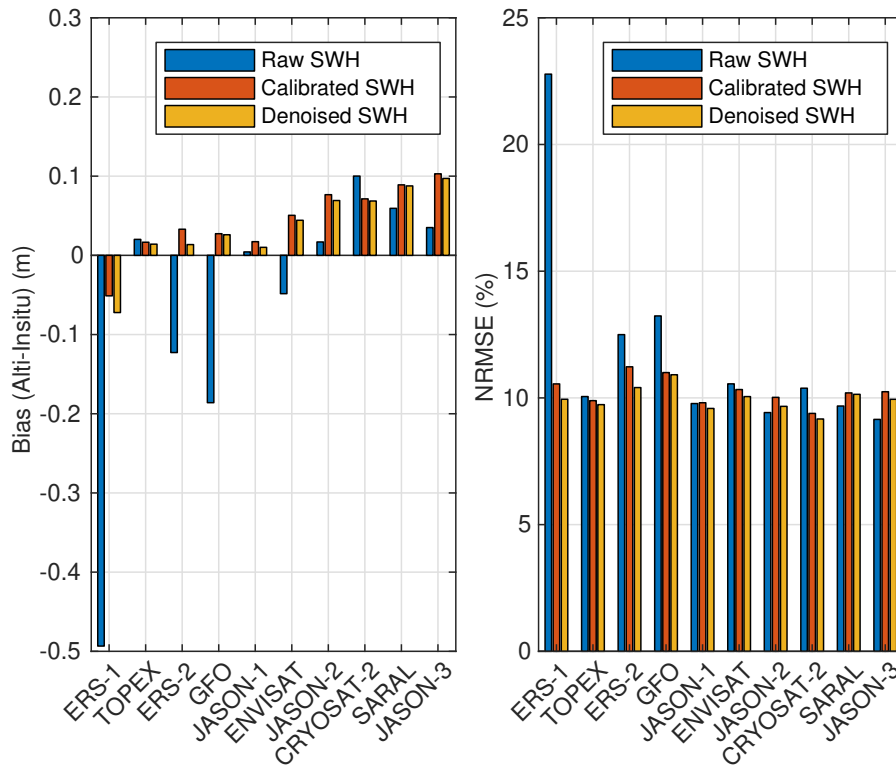 Bias (Alti-Insitu) (m)
0.3
0.2
0.1
0
-0.1
-0.2
-0.3
-0.4
-0.5
Raw SWH
Calibrated SWH
Denoised SWH
ERS-1
TOPEX
ERS-2
GFO
JASON-1
ENVISAT
JASON-2
CRYOSAT-2
SARAL
JASON-3
NRMSE (%)
25
20
15
10
5
0
Raw SWH
Calibrated SWH
Denoised SWH
ERS-1
TOPEX
ERS-2
GFO
JASON-1
ENVISAT
JASON-2
CRYOSAT-2
SARAL
JASON-3